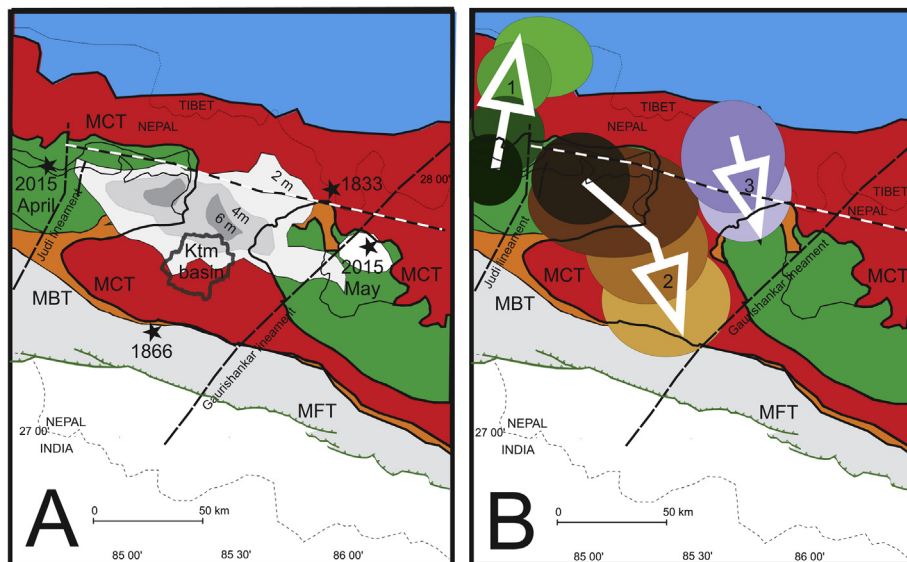 TIBET
NEPAL
MCT
2015
April
2 m
1833
28 00'
4m
6 m
Judi lineament
Ktm
basin
2015
May
MCT
MCT
MBT
1866
Gaurishankar lineament
MFT
27 00'
NEPAL
INDIA
A
0
50 km
85 00'
85 30'
86 00'
1
NEPAL
3
TIBET
NEPAL
Judi lineament
MCT
MCT
MBT
2
Gaurishankar lineament
MFT
27 00'
NEPAL
INDIA
B
0
50 km
85 00'
85 30'
86 00'